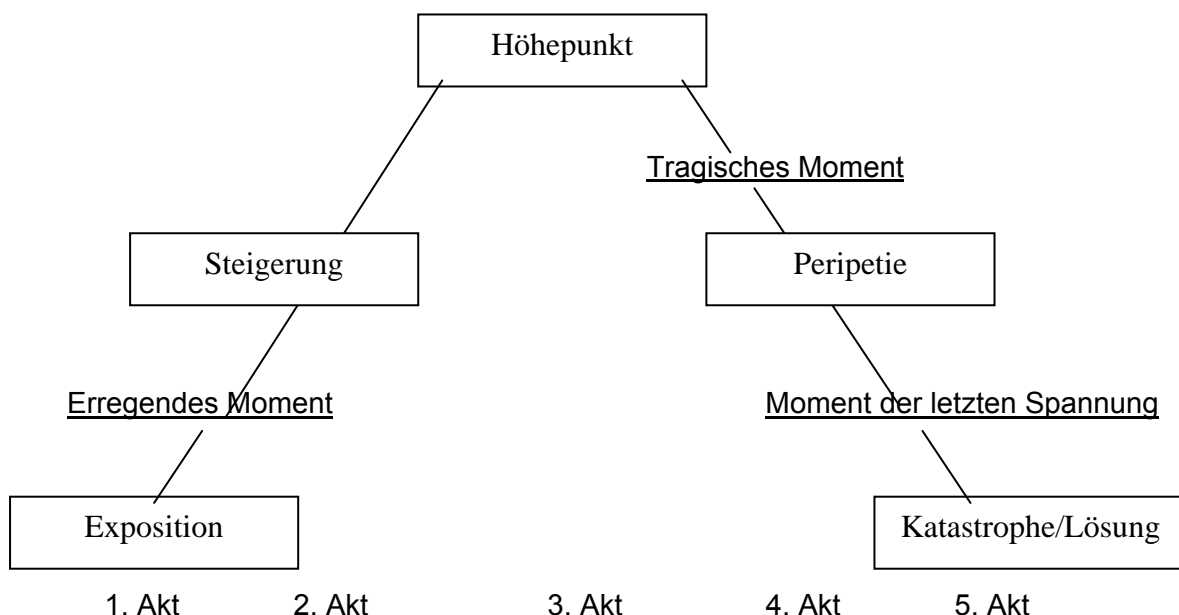 Höhepunkt
Tragisches Moment
Steigerung
Peripetie
Erregendes Moment
Moment der letzten Spannung
Exposition
Katastrophe/Lösung
1. Akt 2. Akt 3. Akt 4. Akt 5. Akt